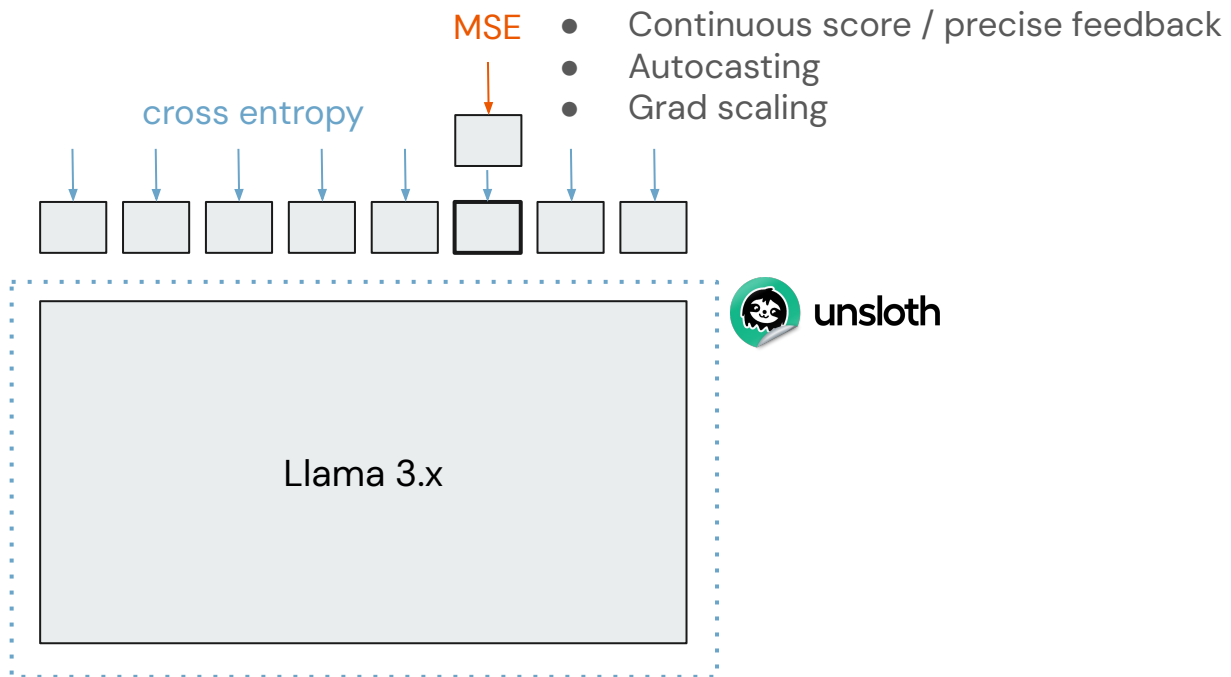 MSE
● Continuous score / precise feedback
● Autocasting
● Grad scaling
cross entropy
unsloth
Llama 3.x